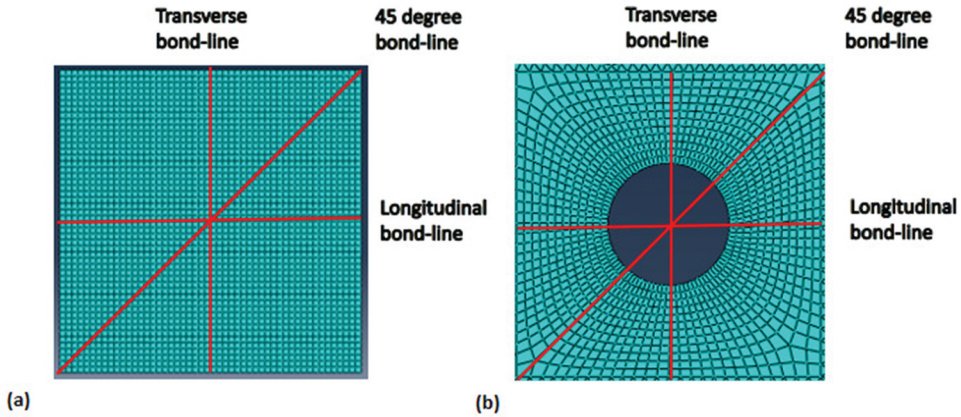 Transverse
bond-line
45 degree
bond-line
Longitudinal
bond-line
(a)
Transverse
bond-line
45 degree
bond-line
Longitudinal
bond-line
(b)